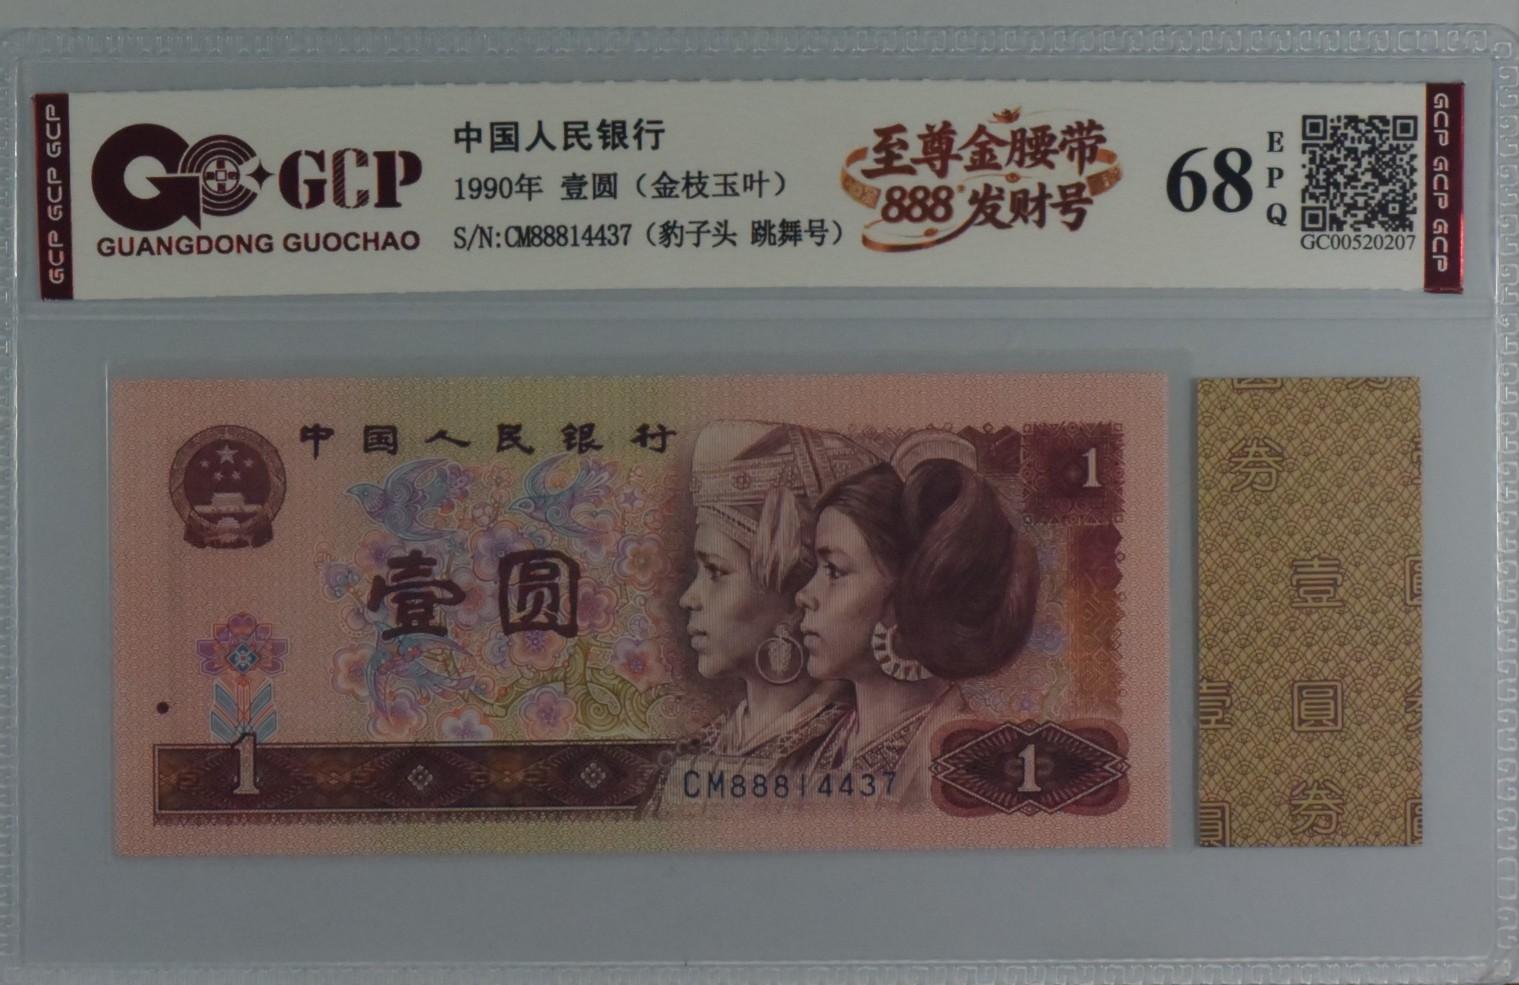 GCP GCP GCP
GCP
GUANGDONG GUOCHAO
中国人民银行
1990年 壹圆（金枝玉叶）
S/N:CM88814437（豹子头 跳舞号）
至尊金腰带
888 发财号
68
EPQ
GC00520207
GCP GCP GCP
中国人民银行
1
壹圆
1
CM88814437
1
券
壹
圓
券
壹
圓